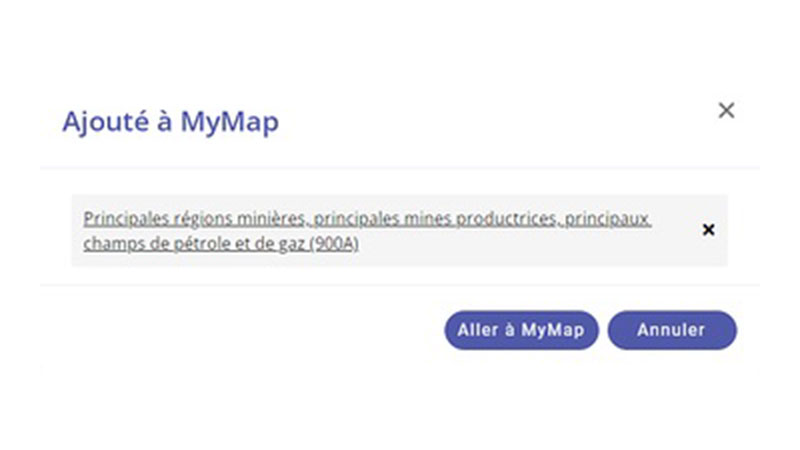 Ajouté à MyMap
Principales régions minières, principales mines productrices, principaux
champs de pétrole et de gaz (900A)
Aller à MyMap
Annuler